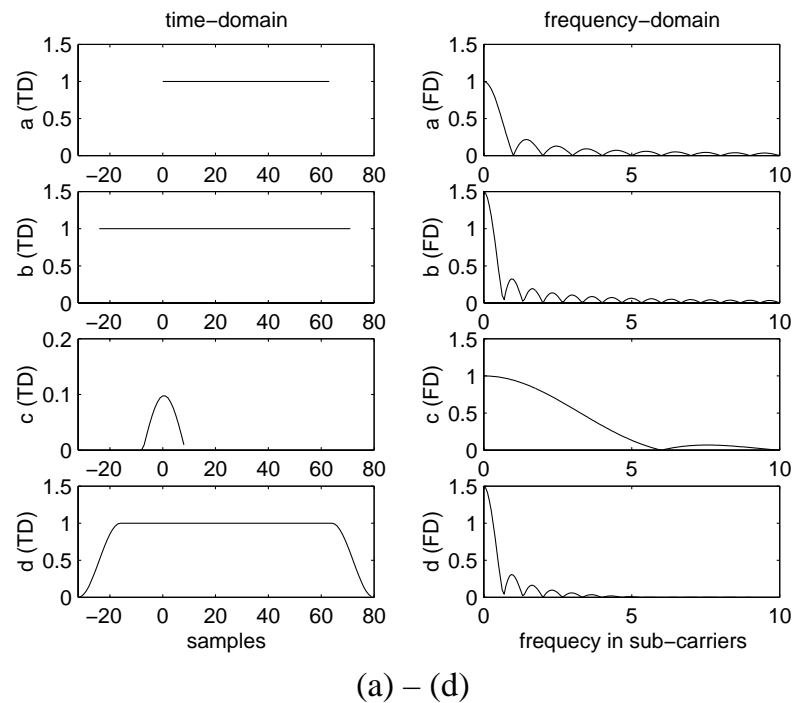 time−domain
frequency−domain
1.5
1
0.5
0
a (TD)
−20 0 20 40 60 80
1.5
1
0.5
0
a (FD)
0 5 10
1.5
1
0.5
0
b (TD)
−20 0 20 40 60 80
1.5
1
0.5
0
b (FD)
0 5 10
0.2
0.1
0
c (TD)
−20 0 20 40 60 80
1.5
1
0.5
0
c (FD)
0 5 10
1.5
1
0.5
0
d (TD)
−20 0 20 40 60 80
samples
1.5
1
0.5
0
d (FD)
0 5 10
frequecy in sub−carriers
(a) – (d)